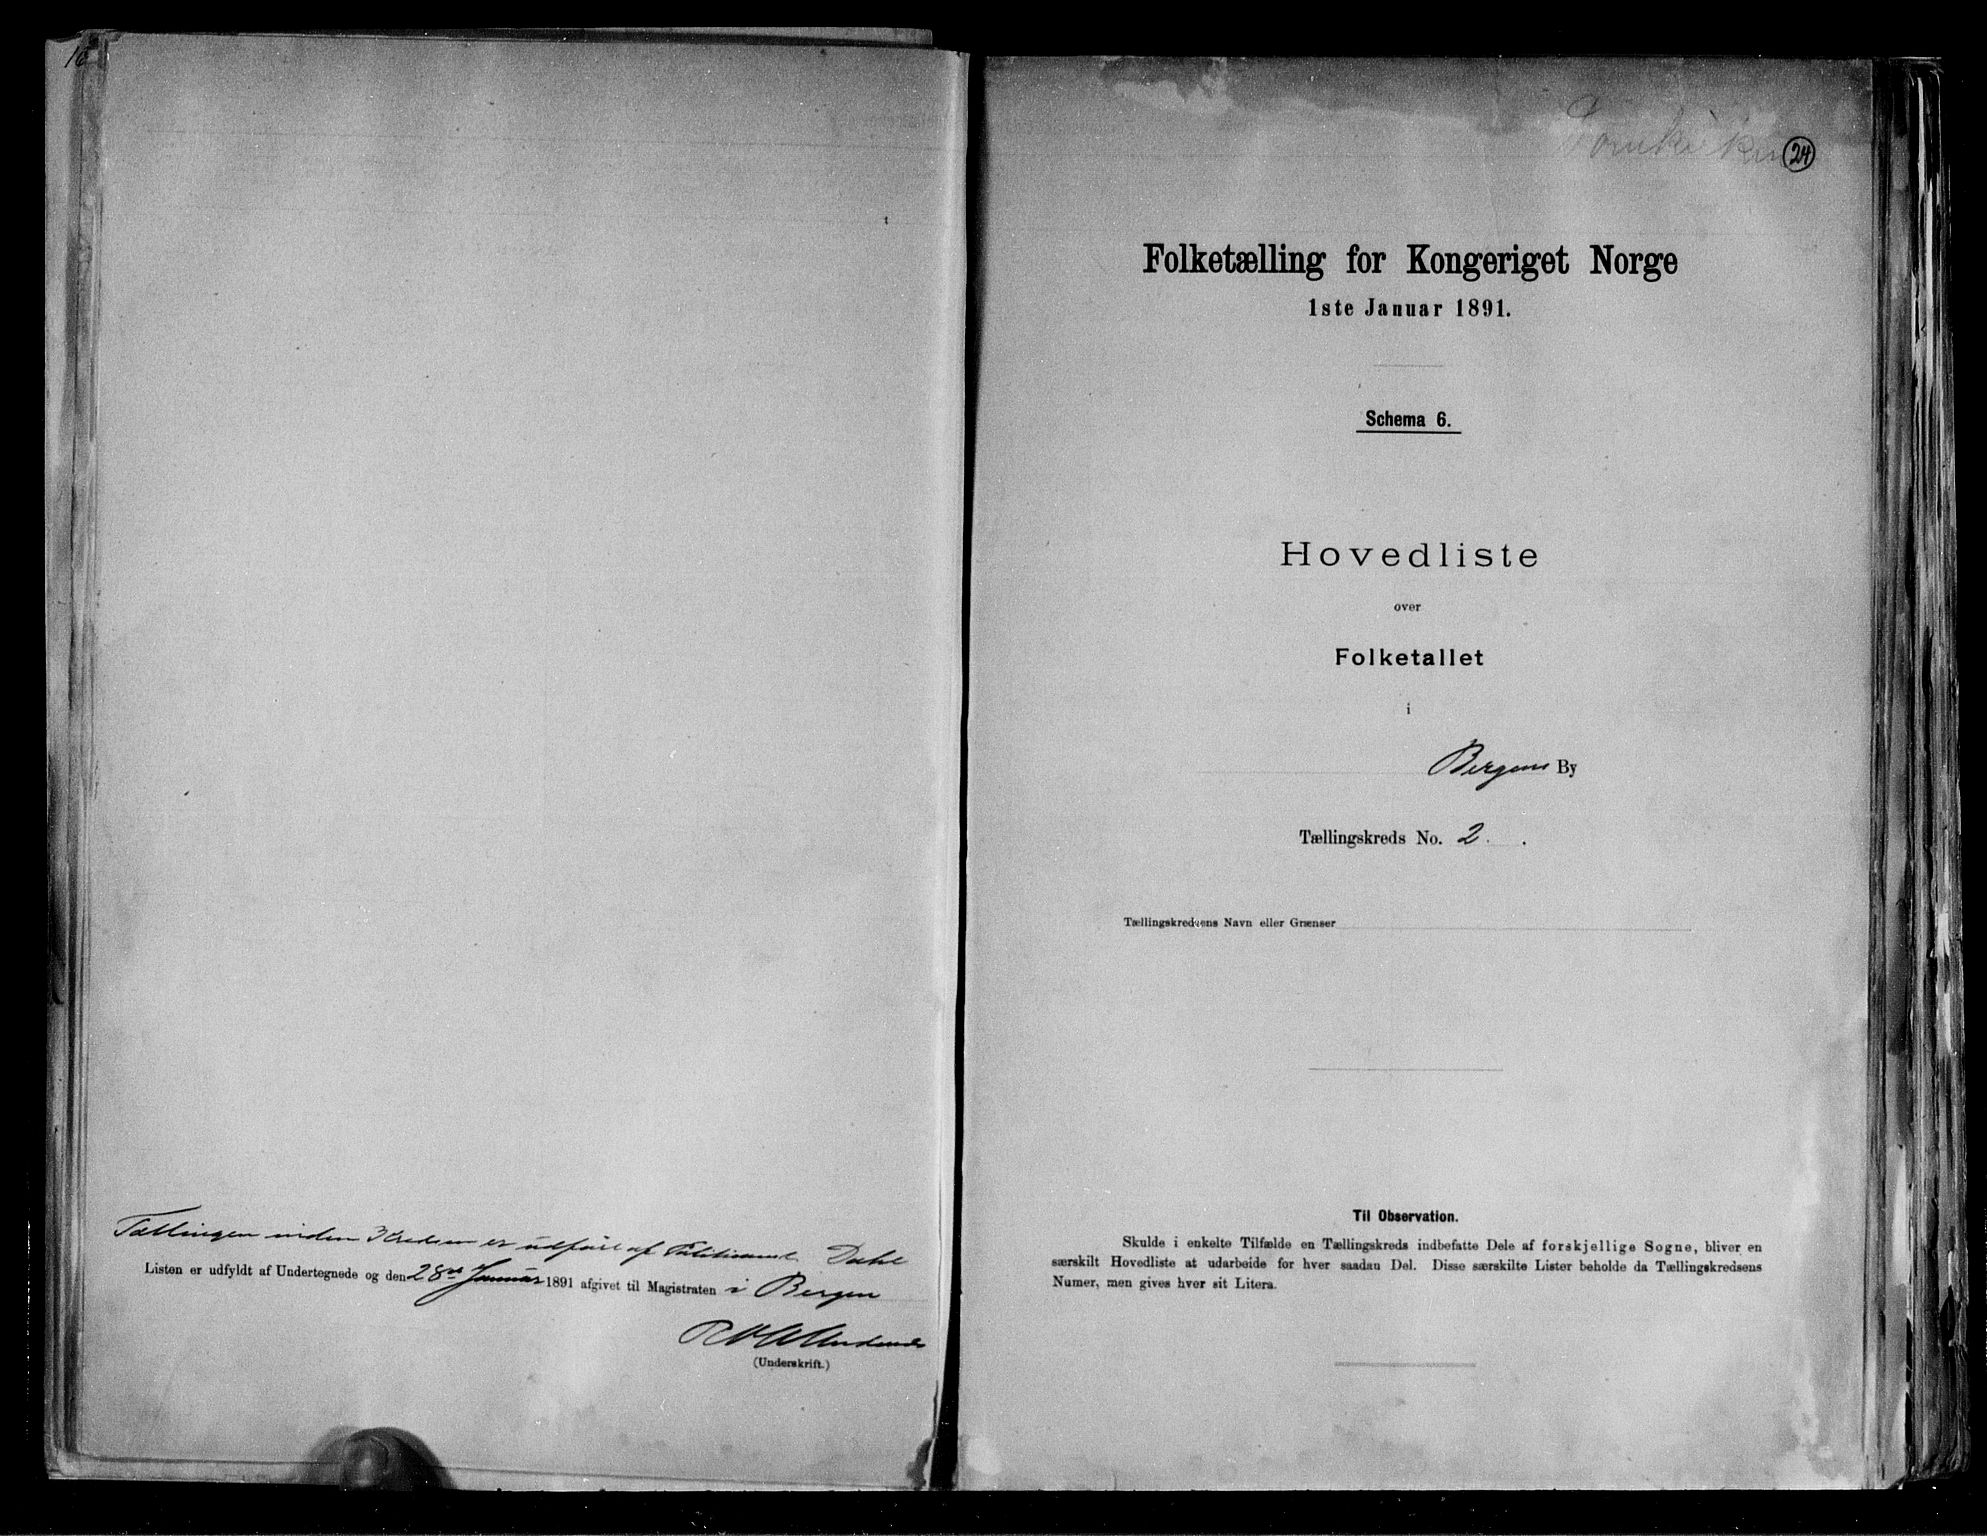 16
Tællingen inden Kredsen er udført af Politibetj. Dahl
Listen er udfyldt af Undertegnede og den 28de Januar 1891 afgivet til Magistraten i Bergen
(Underskrift.)
Domkirken
24
Folketælling for Kongeriget Norge
1ste Januar 1891.
Schema 6.
Hovedliste
over
Folketallet
i
Bergens By
Tællingskreds No. 2.
Tællingskredsens Navn eller Grænser
Til Observation.
Skulde i enkelte Tilfælde en Tællingskreds indbefatte Dele af forskjellige Sogne, bliver en
særskilt Hovedliste at udarbeide for hver saadan Del. Disse særskilte Lister beholde da Tællingskredsens
Numer, men gives hver sit Litera.